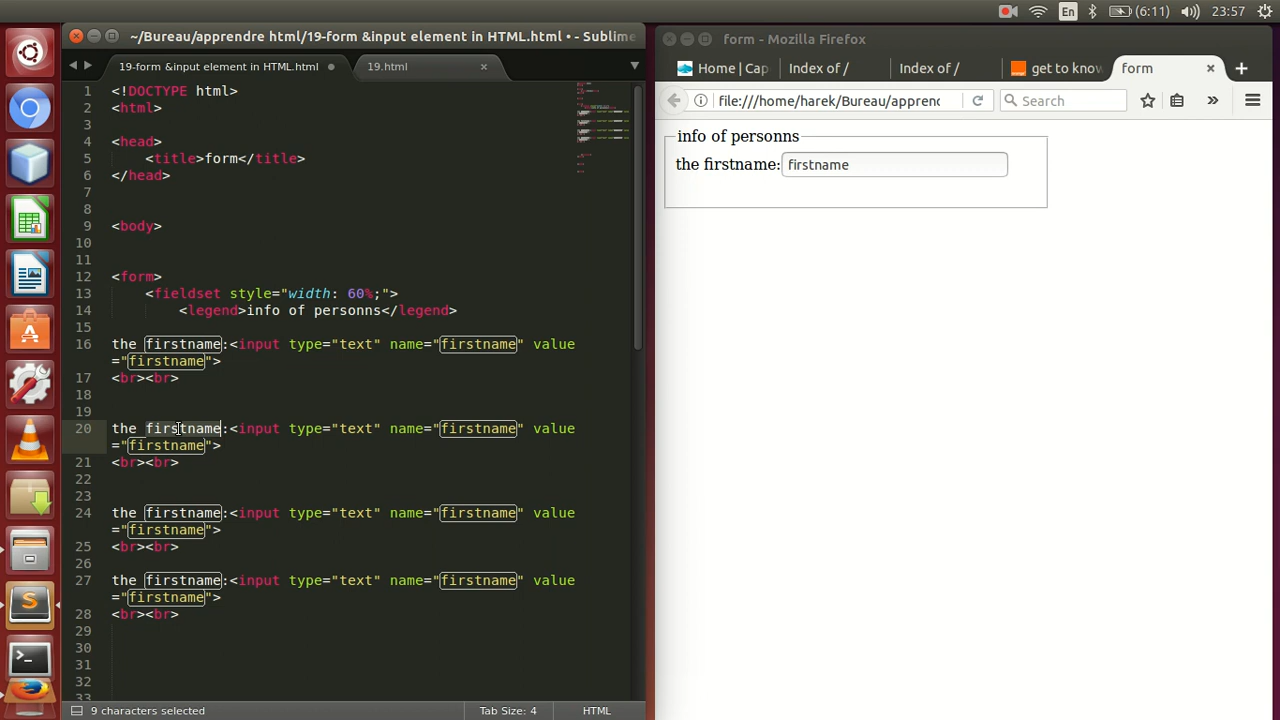 En
(6:11)
23:57
~/Bureau/apprendre html/19-form &input element in HTML.html • - Sublime
19-form &input element in HTML.html
19.html
1 <!DOCTYPE html>
2 <html>
3
4 <head>
5 <title>form</title>
6 </head>
7
8
9 <body>
10
11
12 <form>
13 <fieldset style="width: 60%;">
14 <legend>info of personns</legend>
15
16 the firstname:<input type="text" name="firstname" value
="firstname">
17 <br><br>
18
19
20 the firstname:<input type="text" name="firstname" value
="firstname">
21 <br><br>
22
23
24 the firstname:<input type="text" name="firstname" value
="firstname">
25 <br><br>
26
27 the firstname:<input type="text" name="firstname" value
="firstname">
28 <br><br>
29
30
31
32
33
9 characters selected
Tab Size: 4
HTML
form - Mozilla Firefox
Home | Cap
Index of /
Index of /
get to know
form
file:///home/harek/Bureau/apprend
Search
info of personns
the firstname: firstname